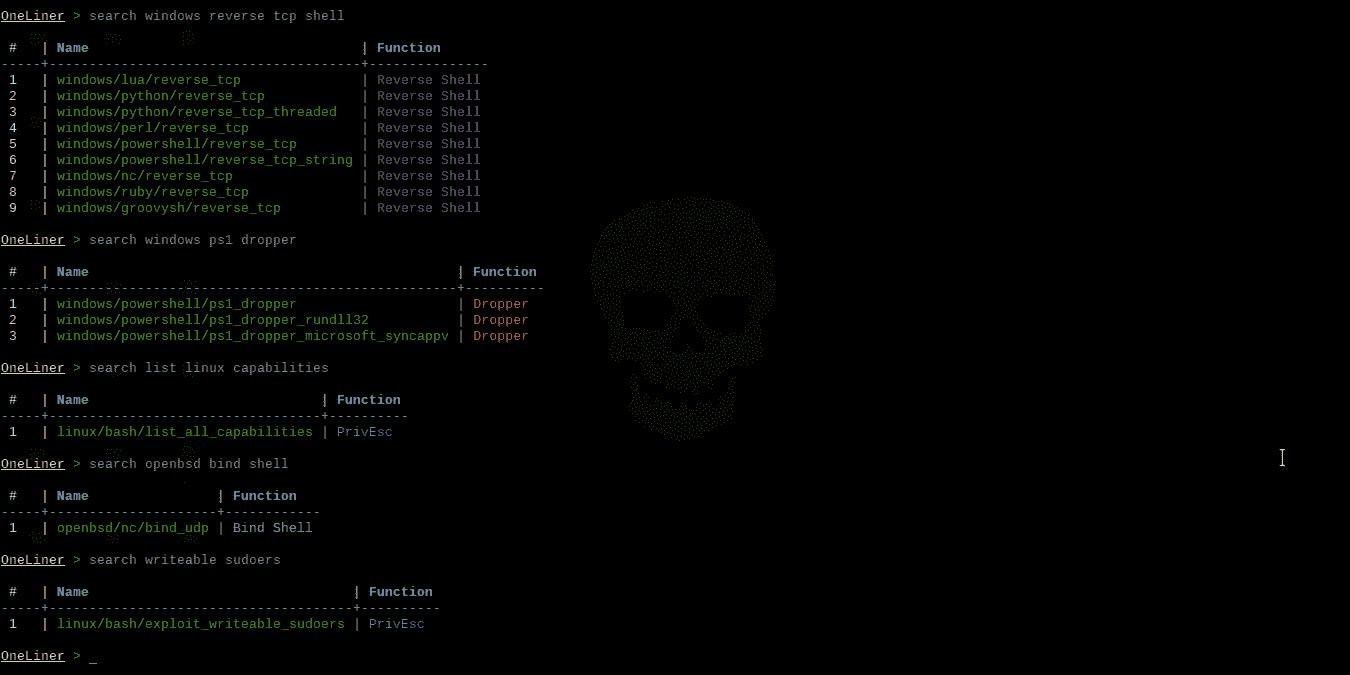 OneLiner > search windows reverse tcp shell
# | Name | Function
-----+---------------------------------------+---------------
1 | windows/lua/reverse_tcp | Reverse Shell
2 | windows/python/reverse_tcp | Reverse Shell
3 | windows/python/reverse_tcp_threaded | Reverse Shell
4 | windows/perl/reverse_tcp | Reverse Shell
5 | windows/powershell/reverse_tcp | Reverse Shell
6 | windows/powershell/reverse_tcp_string | Reverse Shell
7 | windows/nc/reverse_tcp | Reverse Shell
8 | windows/ruby/reverse_tcp | Reverse Shell
9 | windows/groovysh/reverse_tcp | Reverse Shell
OneLiner > search windows ps1 dropper
# | Name | Function
-----+---------------------------------------------------+----------
1 | windows/powershell/ps1_dropper | Dropper
2 | windows/powershell/ps1_dropper_rundll32 | Dropper
3 | windows/powershell/ps1_dropper_microsoft_syncappv | Dropper
OneLiner > search list linux capabilities
# | Name | Function
-----+----------------------------------+----------
1 | linux/bash/list_all_capabilities | PrivEsc
OneLiner > search openbsd bind shell
# | Name | Function
-----+---------------------+------------
1 | openbsd/nc/bind_udp | Bind Shell
OneLiner > search writeable sudoers
# | Name | Function
-----+--------------------------------------+----------
1 | linux/bash/exploit_writeable_sudoers | PrivEsc
OneLiner > _